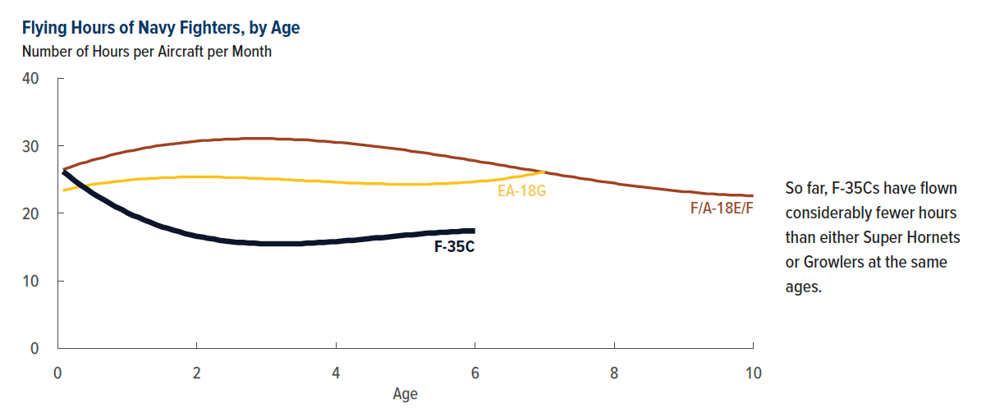 Flying Hours of Navy Fighters, by Age
Number of Hours per Aircraft per Month
40
30
20
10
0
EA-18G
F/A-18E/F
F-35C
0 2 4 6 8 10
Age
So far, F-35Cs have flown
considerably fewer hours
than either Super Hornets
or Growlers at the same
ages.